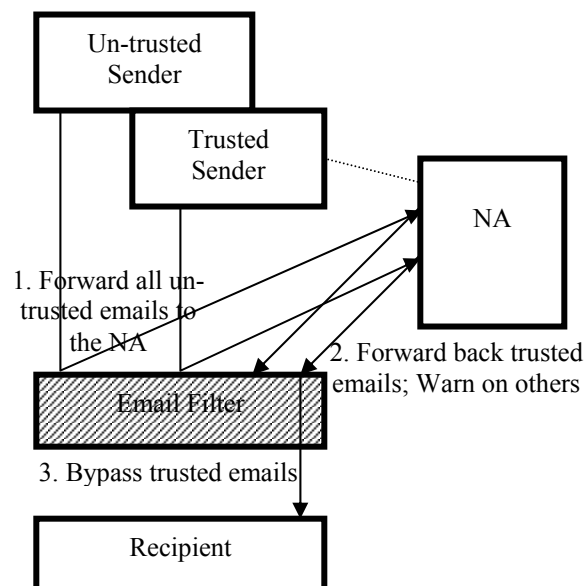 Un-trusted
Sender
Trusted
Sender
NA
1. Forward all un-
trusted emails to
the NA
2. Forward back trusted
emails; Warn on others
Email Filter
3. Bypass trusted emails
Recipient